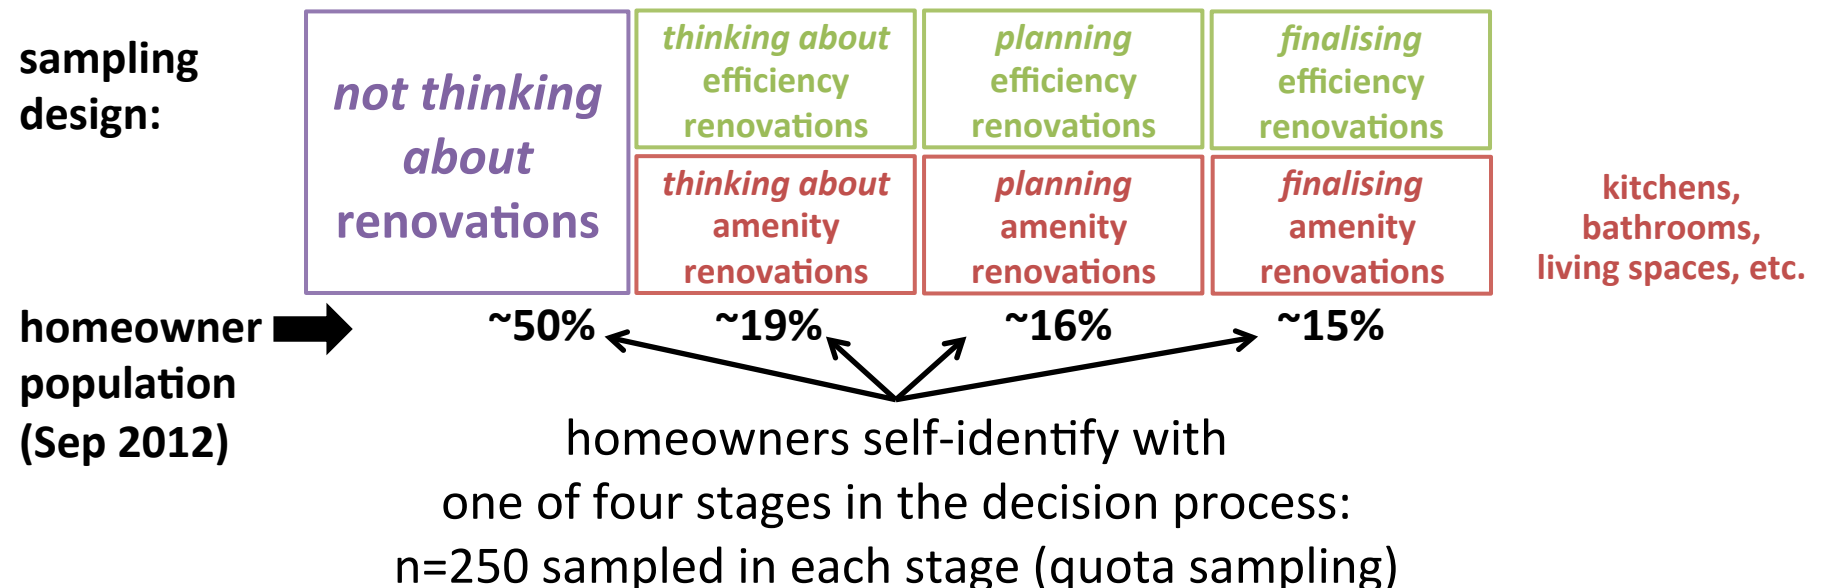 sampling
design:
not thinking
about
renovations
thinking about
efficiency
renovations
planning
efficiency
renovations
finalising
efficiency
renovations
thinking about
amenity
renovations
planning
amenity
renovations
finalising
amenity
renovations
kitchens,
bathrooms,
living spaces, etc.
homeowner
population
(Sep 2012)
~50%
~19%
~16%
~15%
homeowners self-identify with
one of four stages in the decision process:
n=250 sampled in each stage (quota sampling)